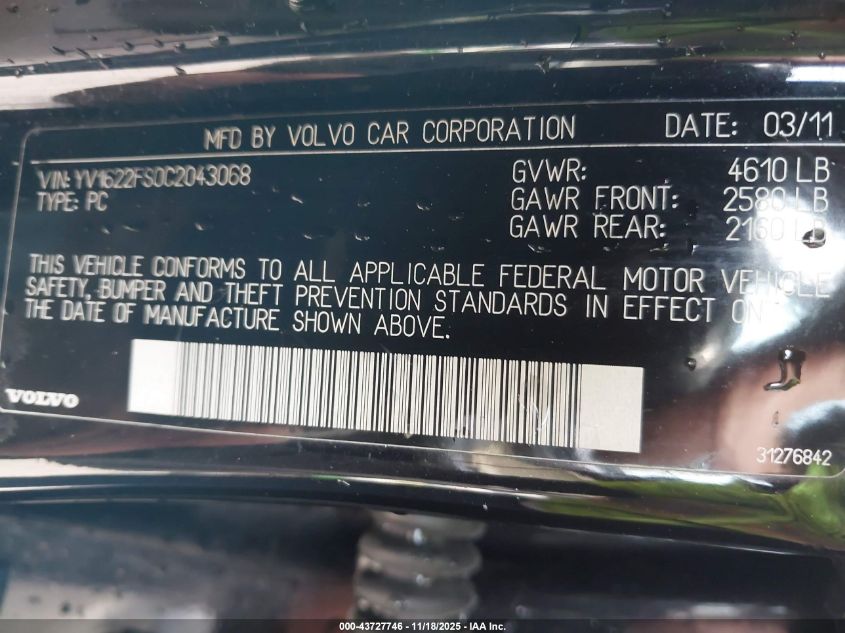 MFD BY VOLVO CAR CORPORATION DATE: 03/11
VIN: YV1622FS0C2043068 GVWR: 4610 LB
TYPE: PC GAWR FRONT: 2580 LB
GAWR REAR: 2160 LB
THIS VEHICLE CONFORMS TO ALL APPLICABLE FEDERAL MOTOR VEHICLE
SAFETY, BUMPER AND THEFT PREVENTION STANDARDS IN EFFECT ON
THE DATE OF MANUFACTURE SHOWN ABOVE.
VOLVO
31276842
000-43727746 - 11/18/2025 - IAA Inc.